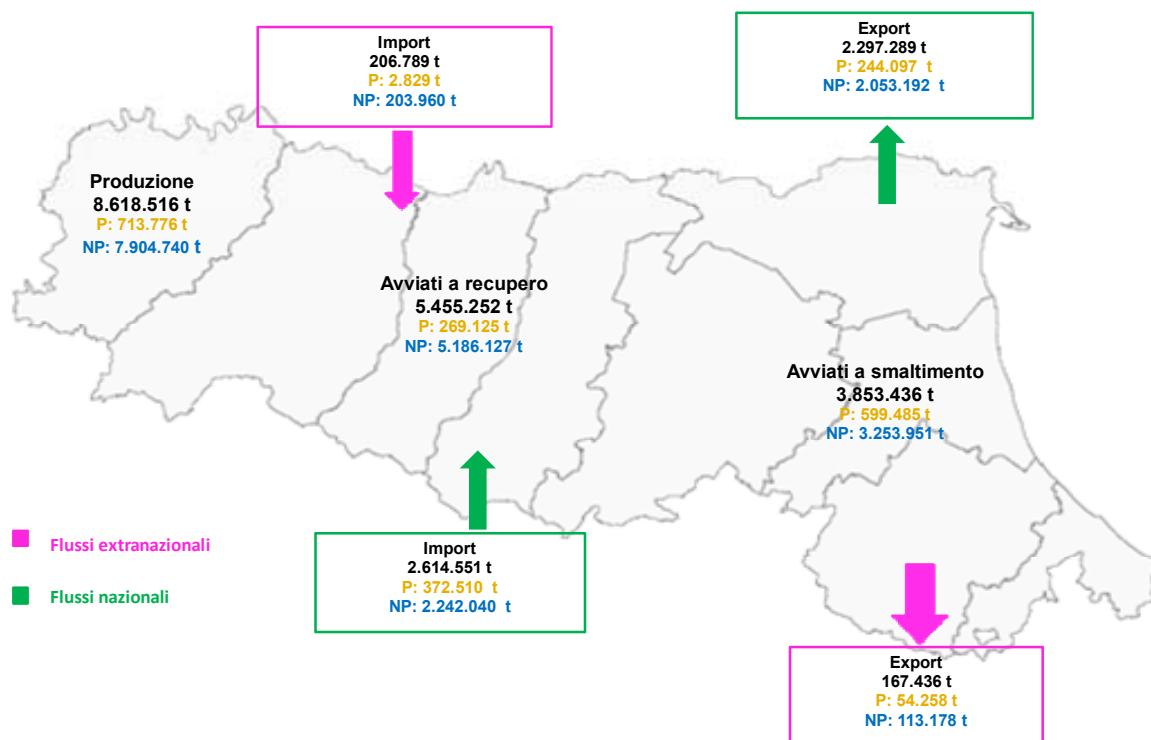 Import
206.789 t
P: 2.829 t
NP: 203.960 t
Export
2.297.289 t
P: 244.097 t
NP: 2.053.192 t
Produzione
8.618.516 t
P: 713.776 t
NP: 7.904.740 t
Avviati a recupero
5.455.252 t
P: 269.125 t
NP: 5.186.127 t
Avviati a smaltimento
3.853.436 t
P: 599.485 t
NP: 3.253.951 t
Flussi extranazionali
Flussi nazionali
Import
2.614.551 t
P: 372.510 t
NP: 2.242.040 t
Export
167.436 t
P: 54.258 t
NP: 113.178 t